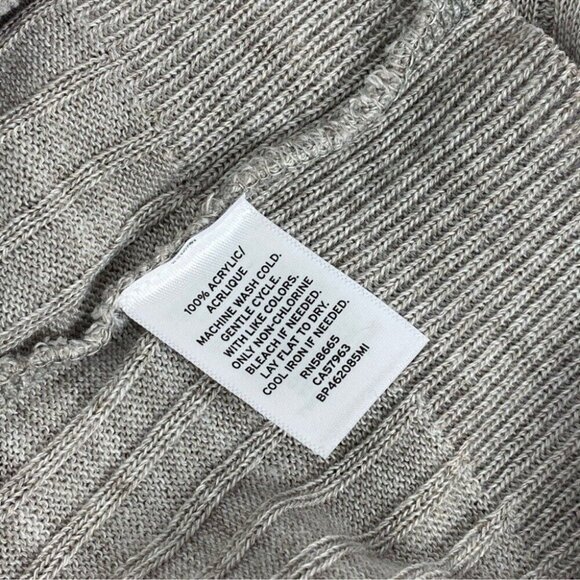 100% ACRYLIC/
ACRLIQUE
MACHINE WASH COLD.
GENTLE CYCLE.
WITH LIKE COLORS.
ONLY NON-CHLORINE
BLEACH IF NEEDED.
LAY FLAT TO DRY.
COOL IRON IF NEEDED.
RN58665
CA57963
BP462085MI